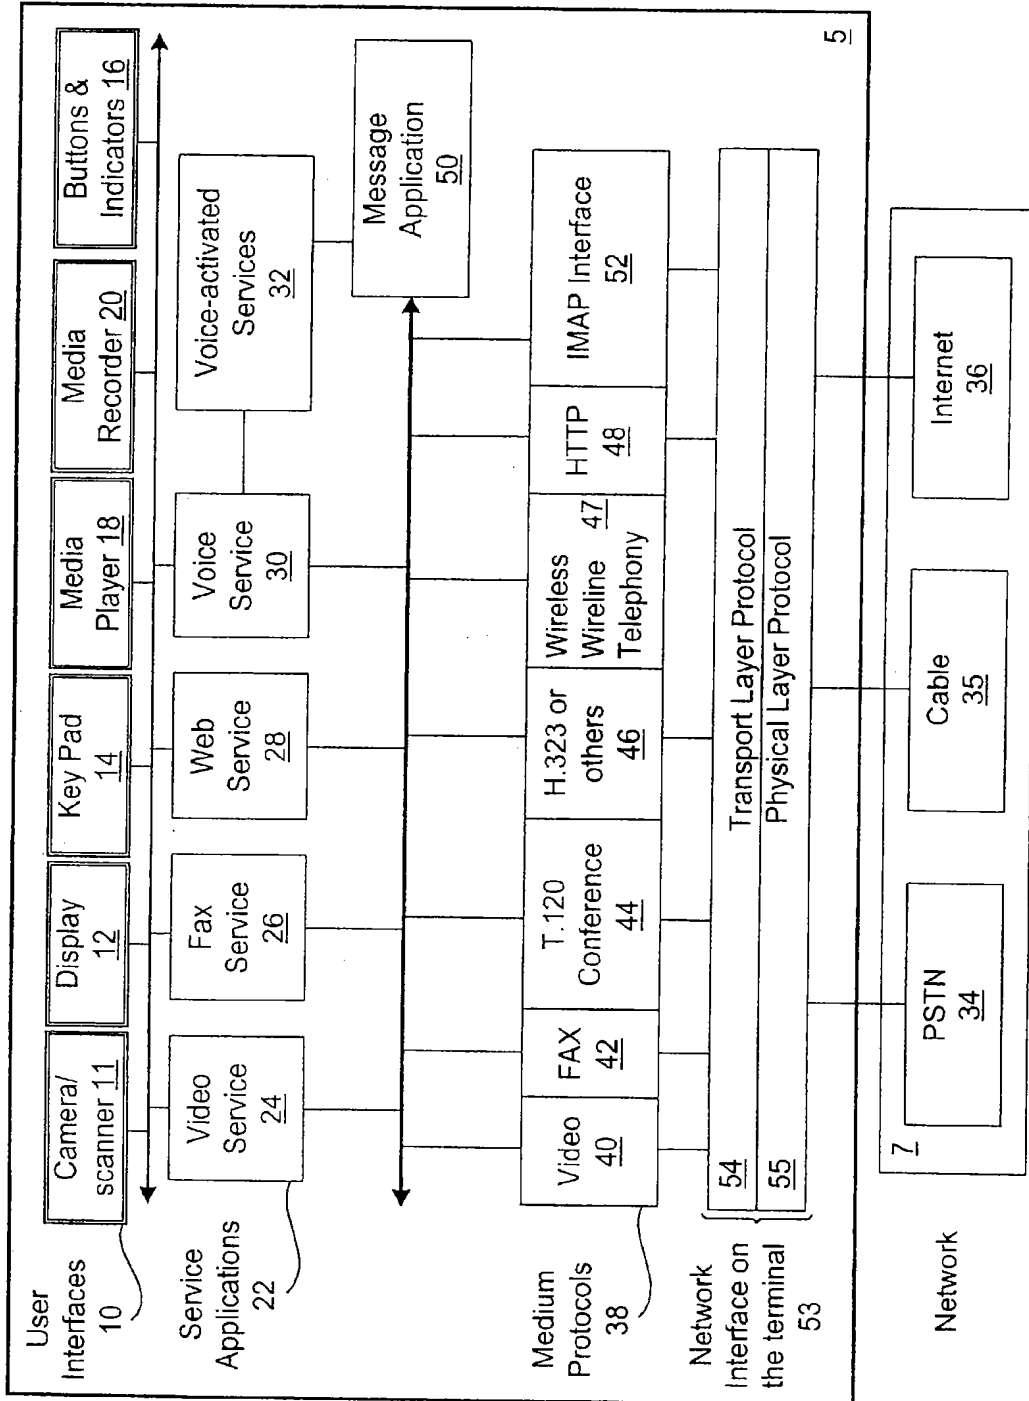 User
Interfaces
10
Camera/
scanner 11
Display
12
Key Pad
14
Media
Player 18
Media
Recorder 20
Buttons &
Indicators 16
Service
Applications
22
Video
Service
24
Fax
Service
26
Web
Service
28
Voice
Service
30
Voice-activated
Services
32
Message
Application
50
Medium
Protocols
38
Video
40
FAX
42
T.120
Conference
44
H.323 or
others
46
Wireless
Wireline 47
Telephony
HTTP
48
IMAP Interface
52
Network
Interface on
the terminal
53
54 Transport Layer Protocol
55 Physical Layer Protocol
5
Network
7
PSTN
34
Cable
35
Internet
36